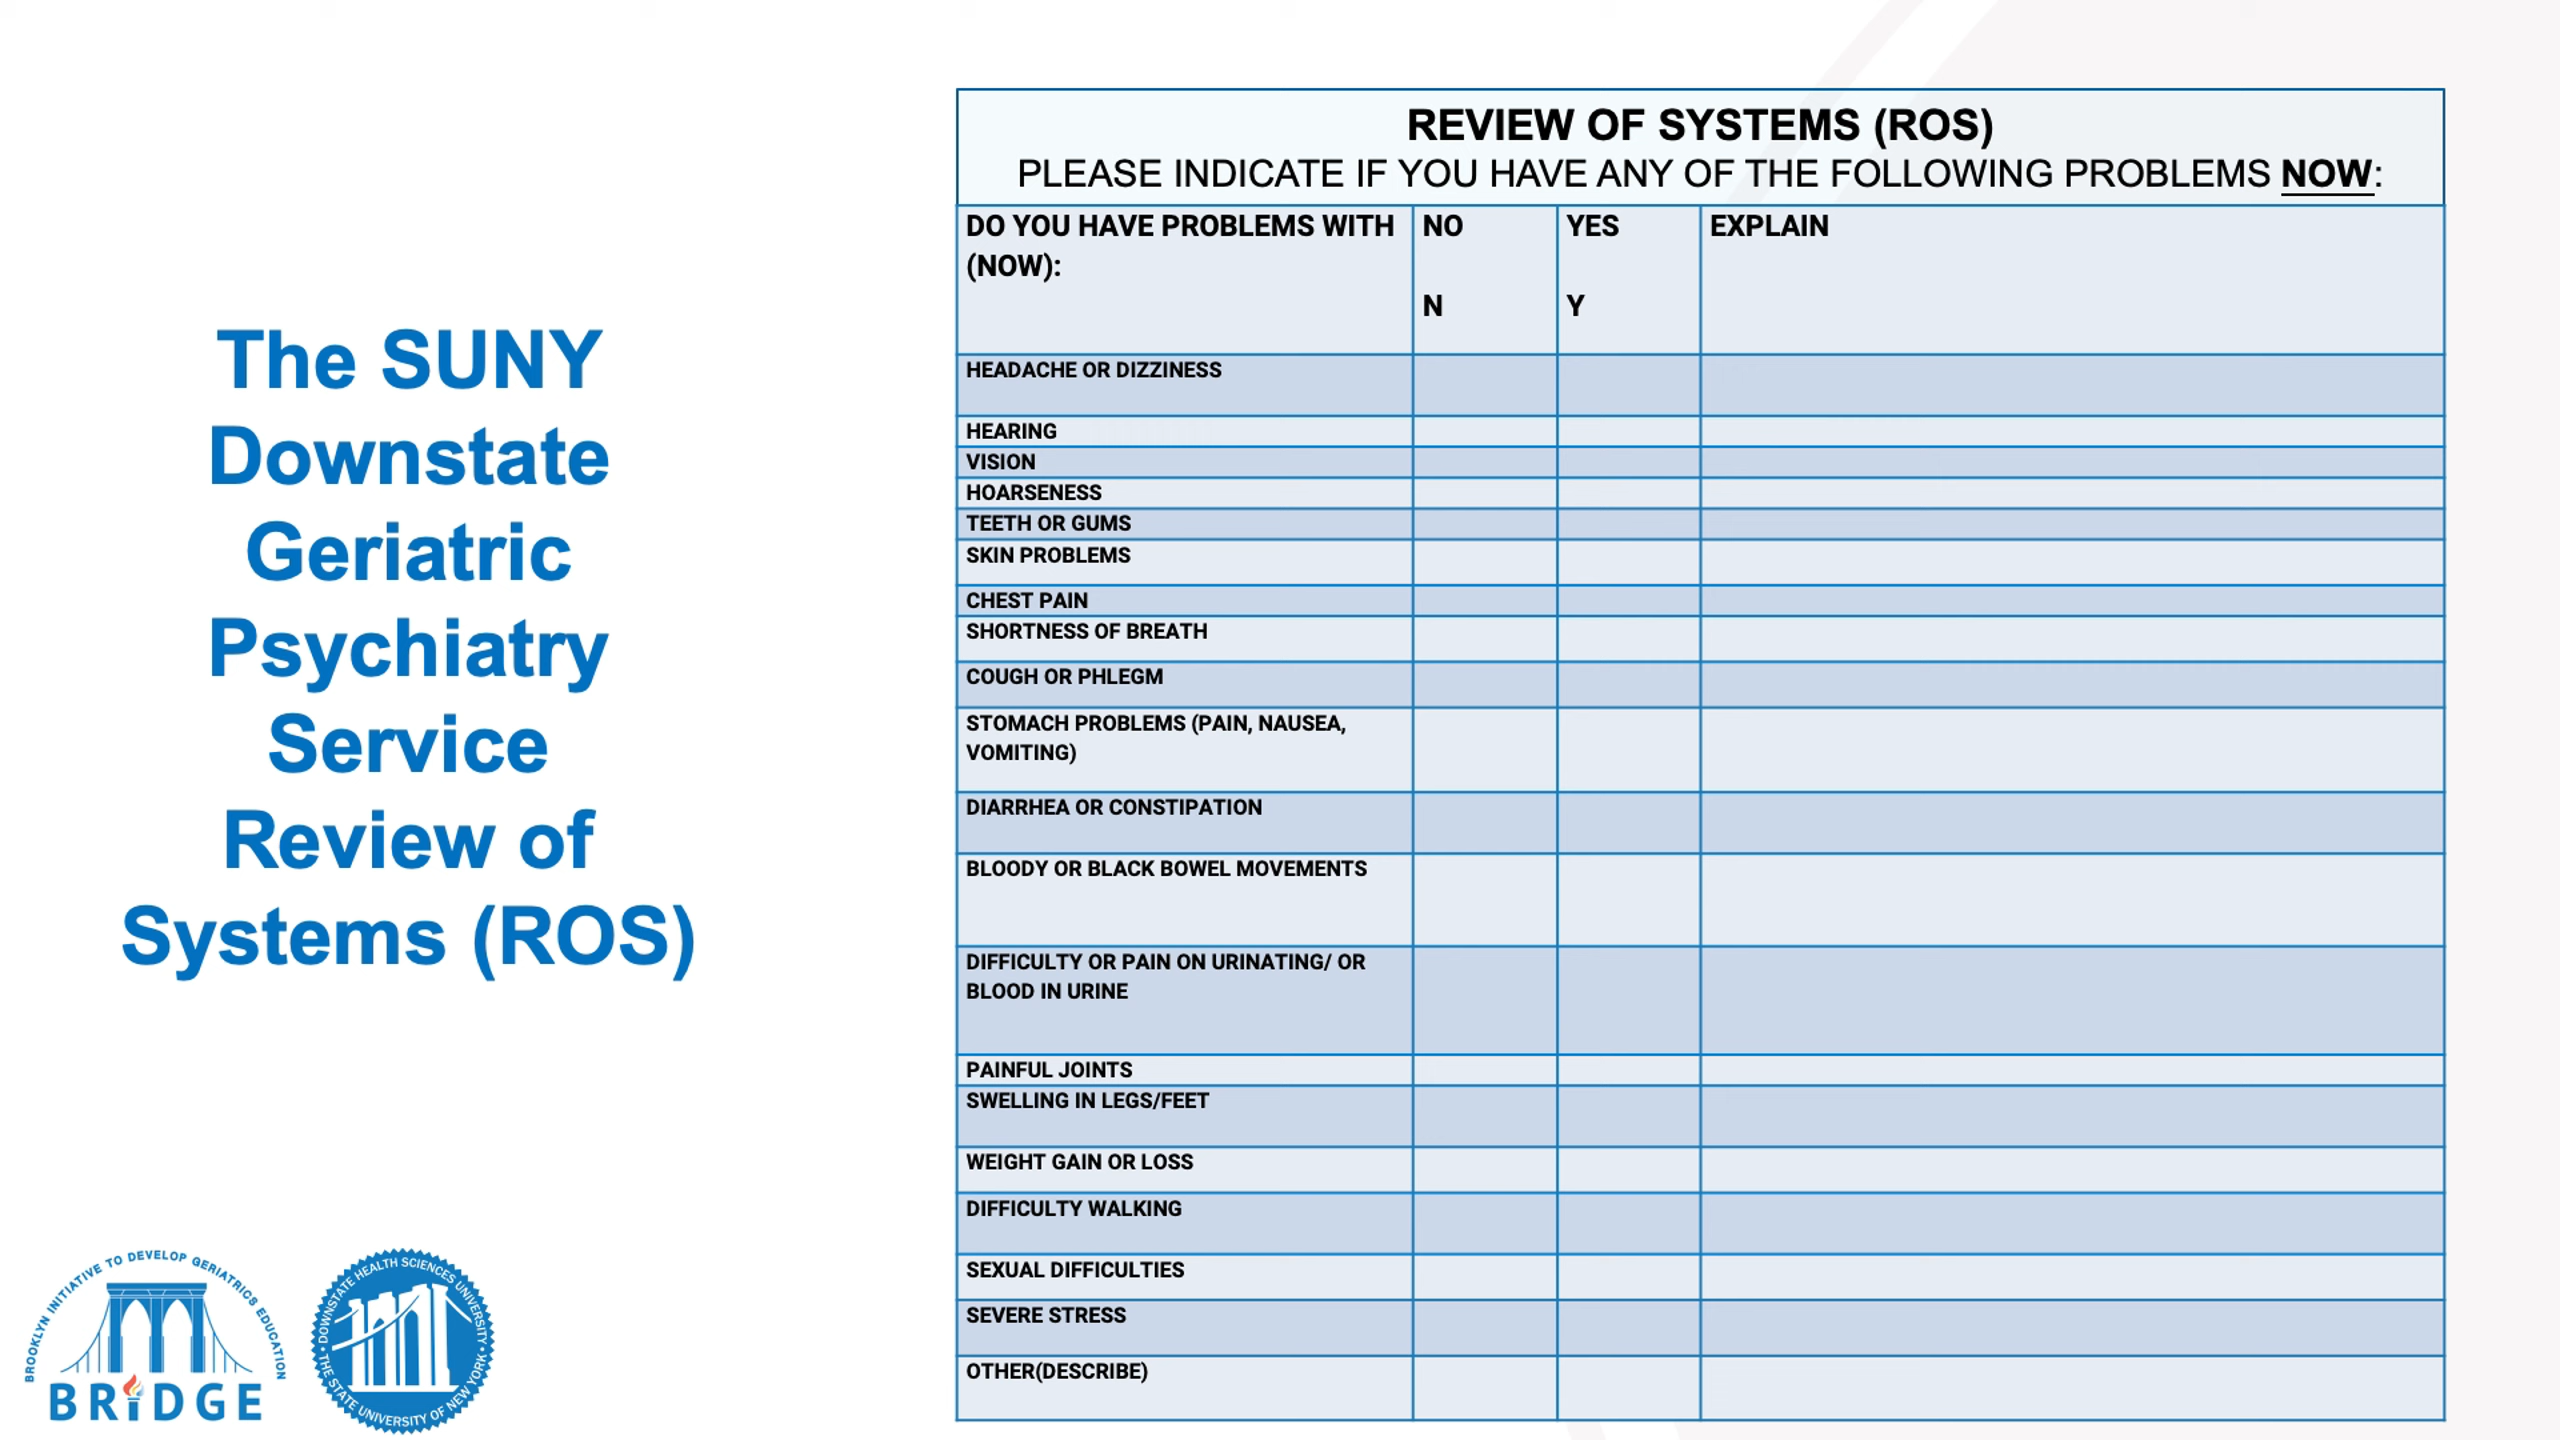 The SUNY
Downstate
Geriatric
Psychiatry
Service
Review of
Systems (ROS)
BROOKLYN INITIATIVE TO DEVELOP GERIATRICS EDUCATION
BRiDGE
DOWNSTATE HEALTH SCIENCES UNIVERSITY
THE STATE UNIVERSITY OF NEW YORK
REVIEW OF SYSTEMS (ROS)
PLEASE INDICATE IF YOU HAVE ANY OF THE FOLLOWING PROBLEMS NOW:
DO YOU HAVE PROBLEMS WITH NO YES EXPLAIN
(NOW):
N Y
HEADACHE OR DIZZINESS
HEARING
VISION
HOARSENESS
TEETH OR GUMS
SKIN PROBLEMS
CHEST PAIN
SHORTNESS OF BREATH
COUGH OR PHLEGM
STOMACH PROBLEMS (PAIN, NAUSEA,
VOMITING)
DIARRHEA OR CONSTIPATION
BLOODY OR BLACK BOWEL MOVEMENTS
DIFFICULTY OR PAIN ON URINATING/ OR
BLOOD IN URINE
PAINFUL JOINTS
SWELLING IN LEGS/FEET
WEIGHT GAIN OR LOSS
DIFFICULTY WALKING
SEXUAL DIFFICULTIES
SEVERE STRESS
OTHER(DESCRIBE)